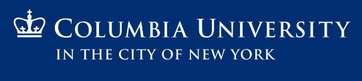 COLUMBIA UNIVERSITY
IN THE CITY OF NEW YORK